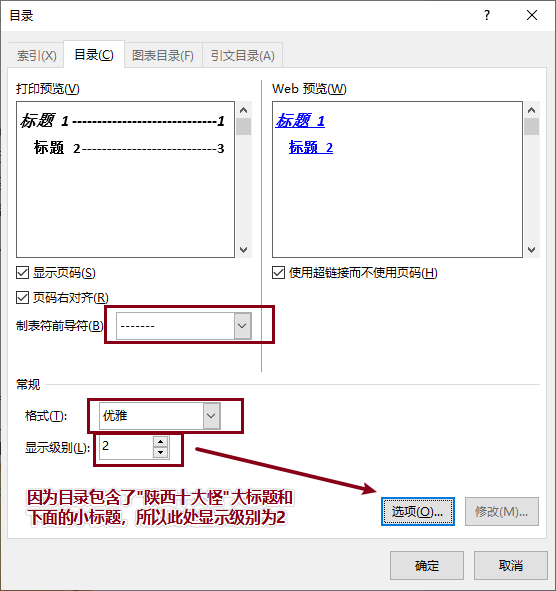 目录
?
索引(X) 目录(C) 图表目录(F) 引文目录(A)
打印预览(V)
标题 1-----------------------------1
标题 2---------------------------3
Web 预览(W)
标题 1
标题 2
显示页码(S)
页码右对齐(R)
制表符前导符(B) -------
使用超链接而不使用页码(H)
常规
格式(T): 优雅
显示级别(L): 2
因为目录包含了"陕西十大怪"大标题和
下面的小标题，所以此处显示级别为2
选项(O)... 修改(M)...
确定 取消